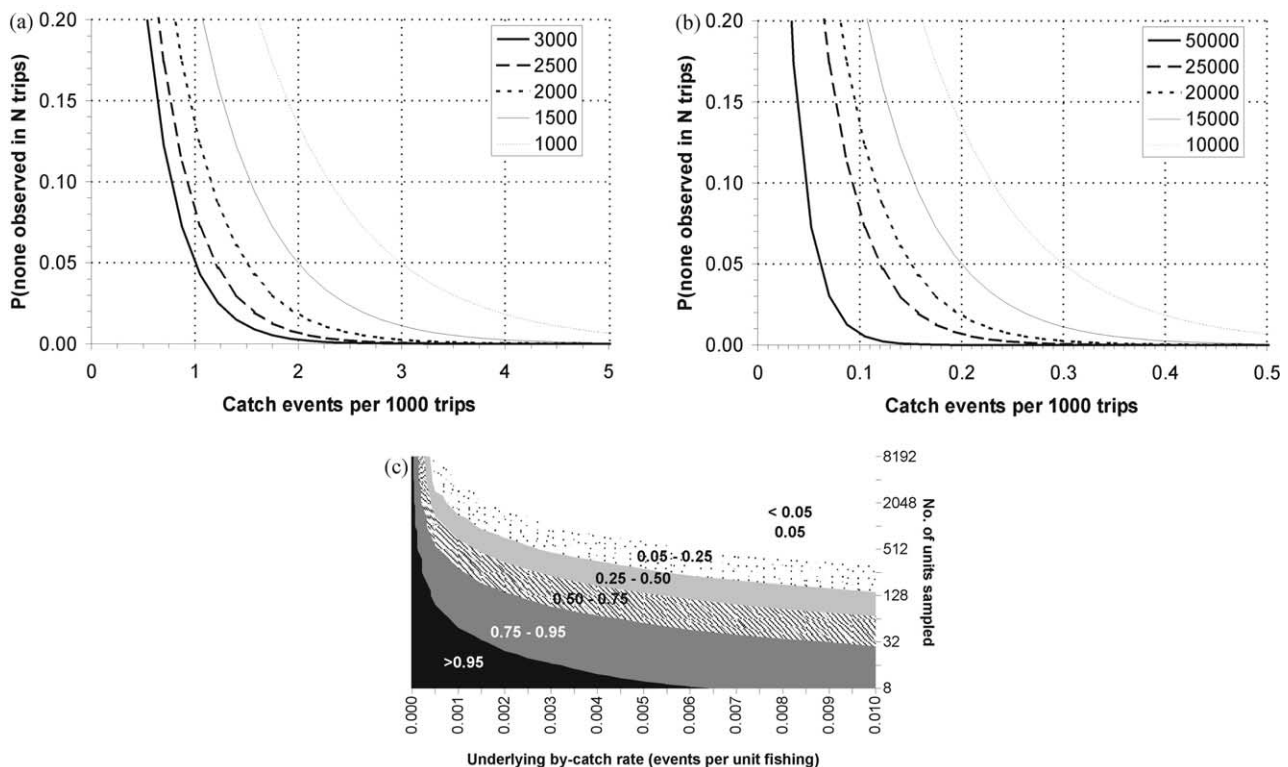 (a)
P(none observed in N trips)
0.20
0.15
0.10
0.05
0.00
0 1 2 3 4 5
Catch events per 1000 trips
3000
2500
2000
1500
1000
(b)
P(none observed in N trips)
0.20
0.15
0.10
0.05
0.00
0 0.1 0.2 0.3 0.4 0.5
Catch events per 1000 trips
50000
25000
20000
15000
10000
(c)
< 0.05
0.05
0.05 - 0.25
0.25 - 0.50
0.50 - 0.75
0.75 - 0.95
>0.95
8192
2048
512
128
32
8
No. of units sampled
0.000 0.001 0.002 0.003 0.004 0.005 0.006 0.007 0.008 0.009 0.010
Underlying by-catch rate (events per unit fishing)